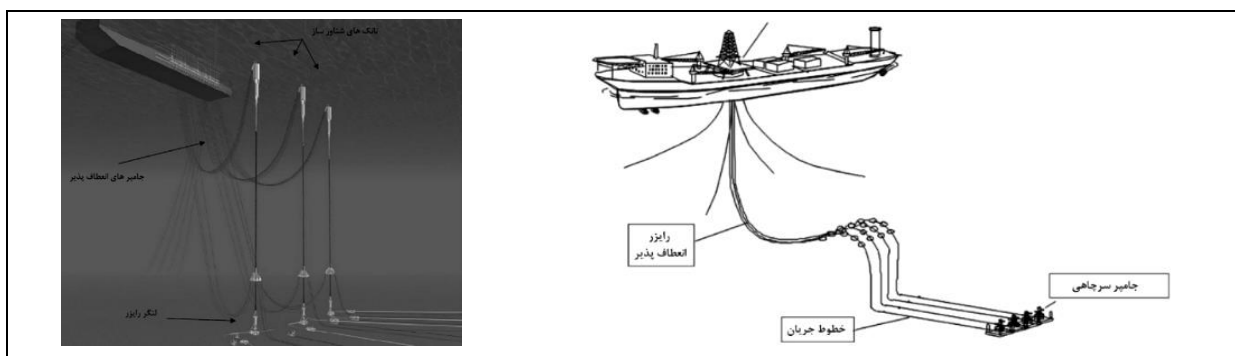 تانک های شناور ساز
جامپر های انعطاف پذیر
لنگر رایزر
رایزر
انعطاف پذیر
جامپر سرچاهی
خطوط جریان